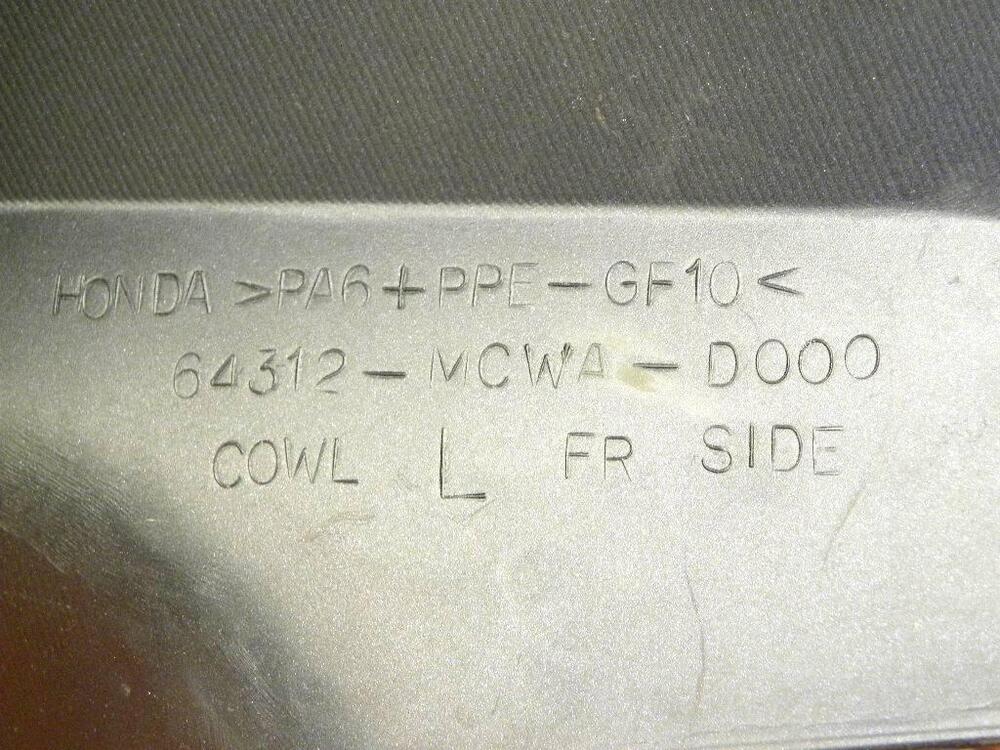 HONDA >PA6+PPE-GF10<
64312-MCWA-D000
COWL L FR SIDE